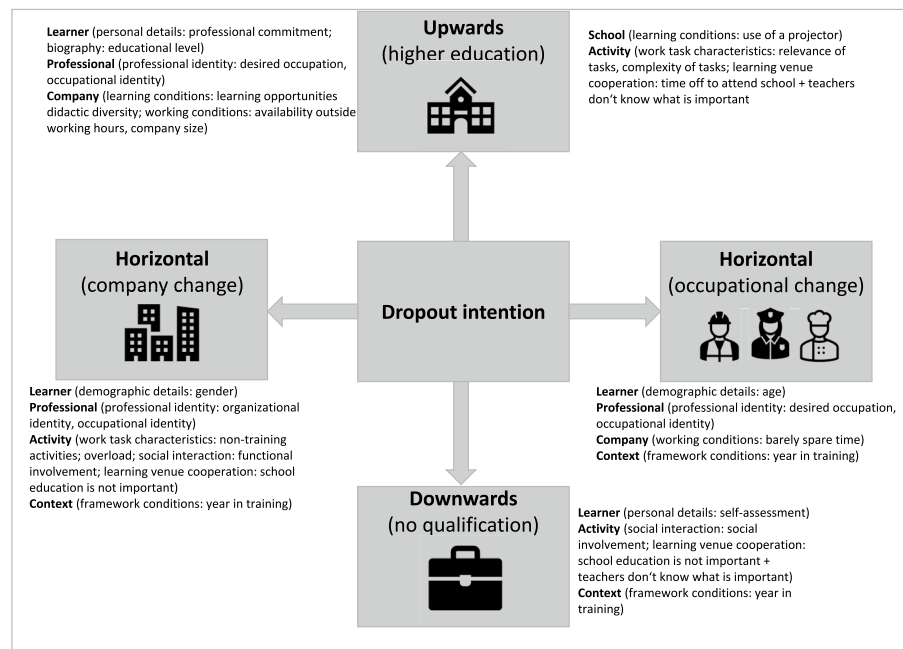 Learner (personal details: professional commitment;
biography: educational level)
Professional (professional identity: desired occupation,
occupational identity)
Company (learning conditions: learning opportunities
didactic diversity; working conditions: availability outside
working hours, company size)
Upwards
(higher education)
School (learning conditions: use of a projector)
Activity (work task characteristics: relevance of
tasks, complexity of tasks; learning venue
cooperation: time off to attend school + teachers
don‘t know what is important
Horizontal
(company change)
Dropout intention
Horizontal
(occupational change)
Learner (demographic details: gender)
Professional (professional identity: organizational
identity, occupational identity)
Activity (work task characteristics: non-training
activities; overload; social interaction: functional
involvement; learning venue cooperation: school
education is not important)
Context (framework conditions: year in training)
Learner (demographic details: age)
Professional (professional identity: desired occupation,
occupational identity)
Company (working conditions: barely spare time)
Context (framework conditions: year in training)
Downwards
(no qualification)
Learner (personal details: self-assessment)
Activity (social interaction: social
involvement; learning venue cooperation:
school education is not important +
teachers don‘t know what is important)
Context (framework conditions: year in
training)